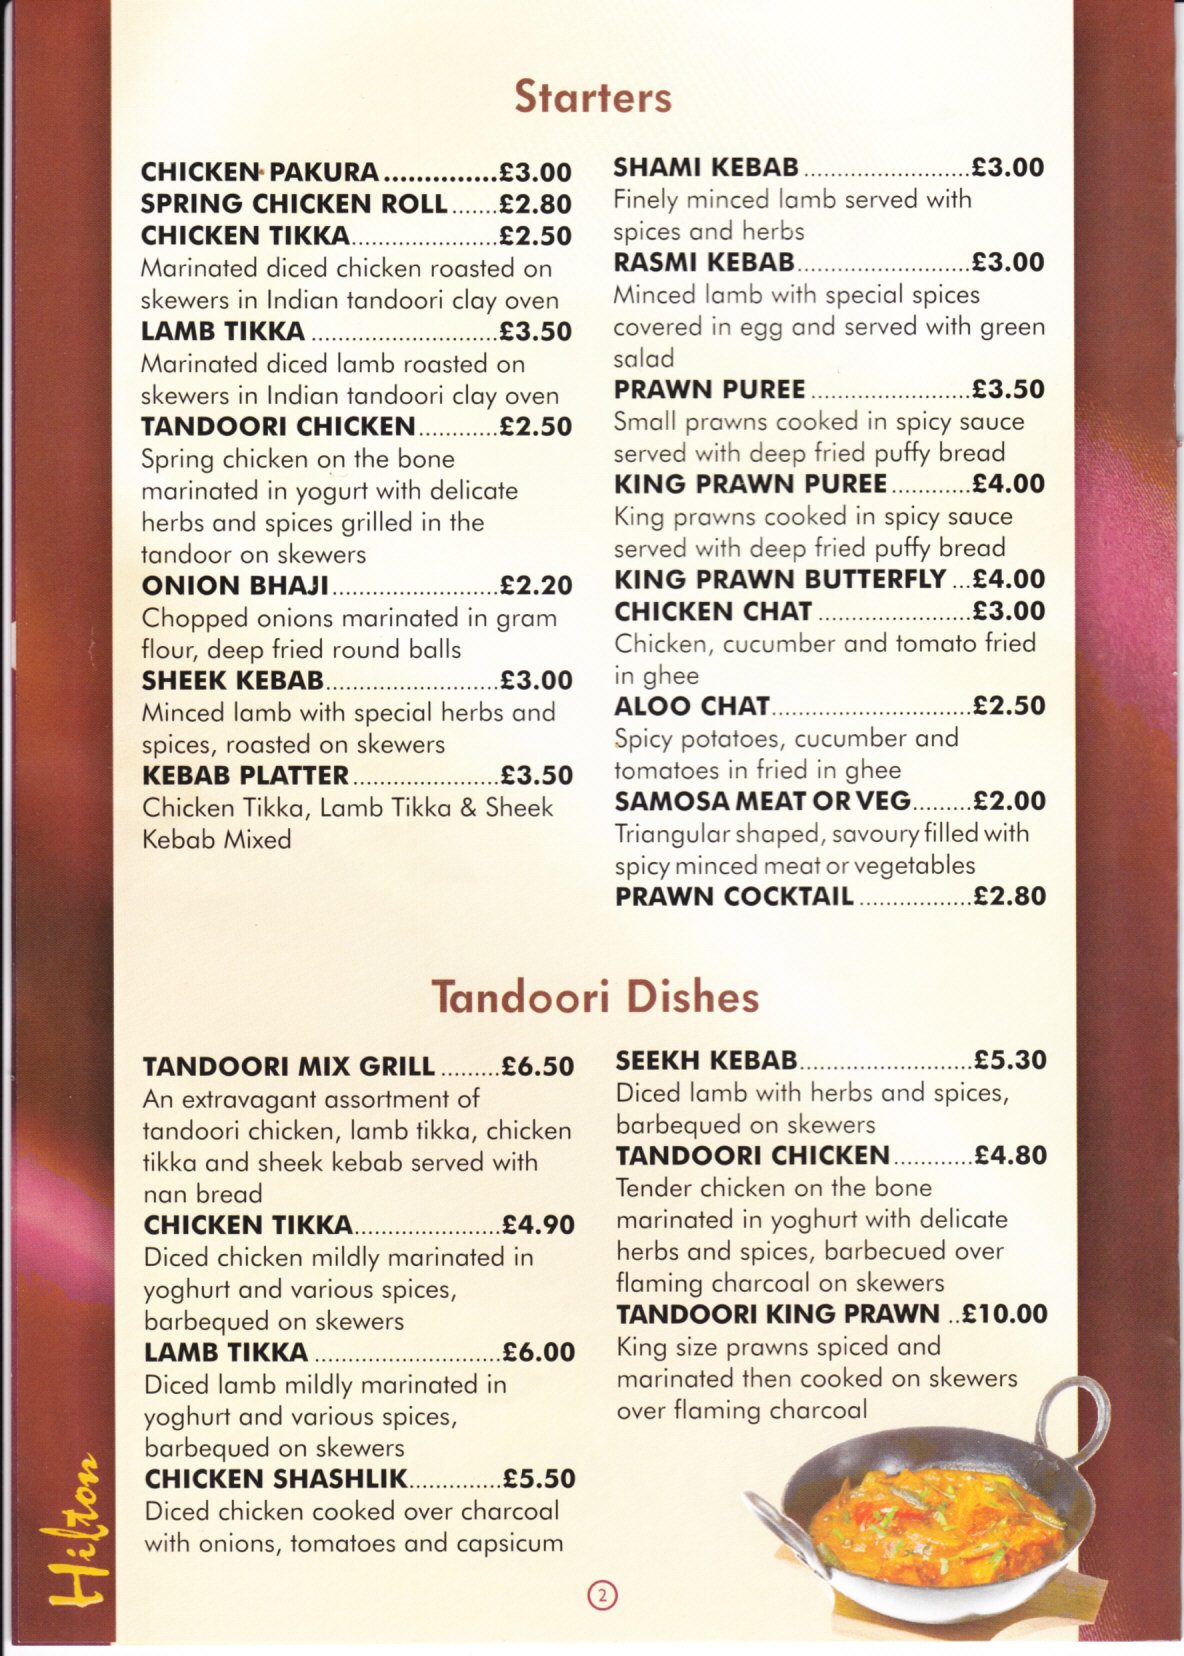 Starters
CHICKEN PAKURA..............£3.00
SPRING CHICKEN ROLL.......£2.80
CHICKEN TIKKA......................£2.50
Marinated diced chicken roasted on
skewers in Indian tandoori clay oven
LAMB TIKKA ............................£3.50
Marinated diced lamb roasted on
skewers in Indian tandoori clay oven
TANDOORI CHICKEN............£2.50
Spring chicken on the bone
marinated in yogurt with delicate
herbs and spices grilled in the
tandoor on skewers
ONION BHAJI.........................£2.20
Chopped onions marinated in gram
flour, deep fried round balls
SHEEK KEBAB..........................£3.00
Minced lamb with special herbs and
spices, roasted on skewers
KEBAB PLATTER......................£3.50
Chicken Tikka, Lamb Tikka & Sheek
Kebab Mixed
SHAMI KEBAB.........................£3.00
Finely minced lamb served with
spices and herbs
RASMI KEBAB..........................£3.00
Minced lamb with special spices
covered in egg and served with green
salad
PRAWN PUREE........................£3.50
Small prawns cooked in spicy sauce
served with deep fried puffy bread
KING PRAWN PUREE............£4.00
King prawns cooked in spicy sauce
served with deep fried puffy bread
KING PRAWN BUTTERFLY...£4.00
CHICKEN CHAT.......................£3.00
Chicken, cucumber and tomato fried
in ghee
ALOO CHAT..............................£2.50
Spicy potatoes, cucumber and
tomatoes in fried in ghee
SAMOSA MEAT OR VEG.........£2.00
Triangular shaped, savoury filled with
spicy minced meat or vegetables
PRAWN COCKTAIL.................£2.80
Tandoori Dishes
TANDOORI MIX GRILL.........£6.50
An extravagant assortment of
tandoori chicken, lamb tikka, chicken
tikka and sheek kebab served with
nan bread
CHICKEN TIKKA......................£4.90
Diced chicken mildly marinated in
yoghurt and various spices,
barbequed on skewers
LAMB TIKKA............................£6.00
Diced lamb mildly marinated in
yoghurt and various spices,
barbequed on skewers
CHICKEN SHASHLIK..............£5.50
Diced chicken cooked over charcoal
with onions, tomatoes and capsicum
SEEKH KEBAB..........................£5.30
Diced lamb with herbs and spices,
barbequed on skewers
TANDOORI CHICKEN............£4.80
Tender chicken on the bone
marinated in yoghurt with delicate
herbs and spices, barbecued over
flaming charcoal on skewers
TANDOORI KING PRAWN ..£10.00
King size prawns spiced and
marinated then cooked on skewers
over flaming charcoal
Hilton
2